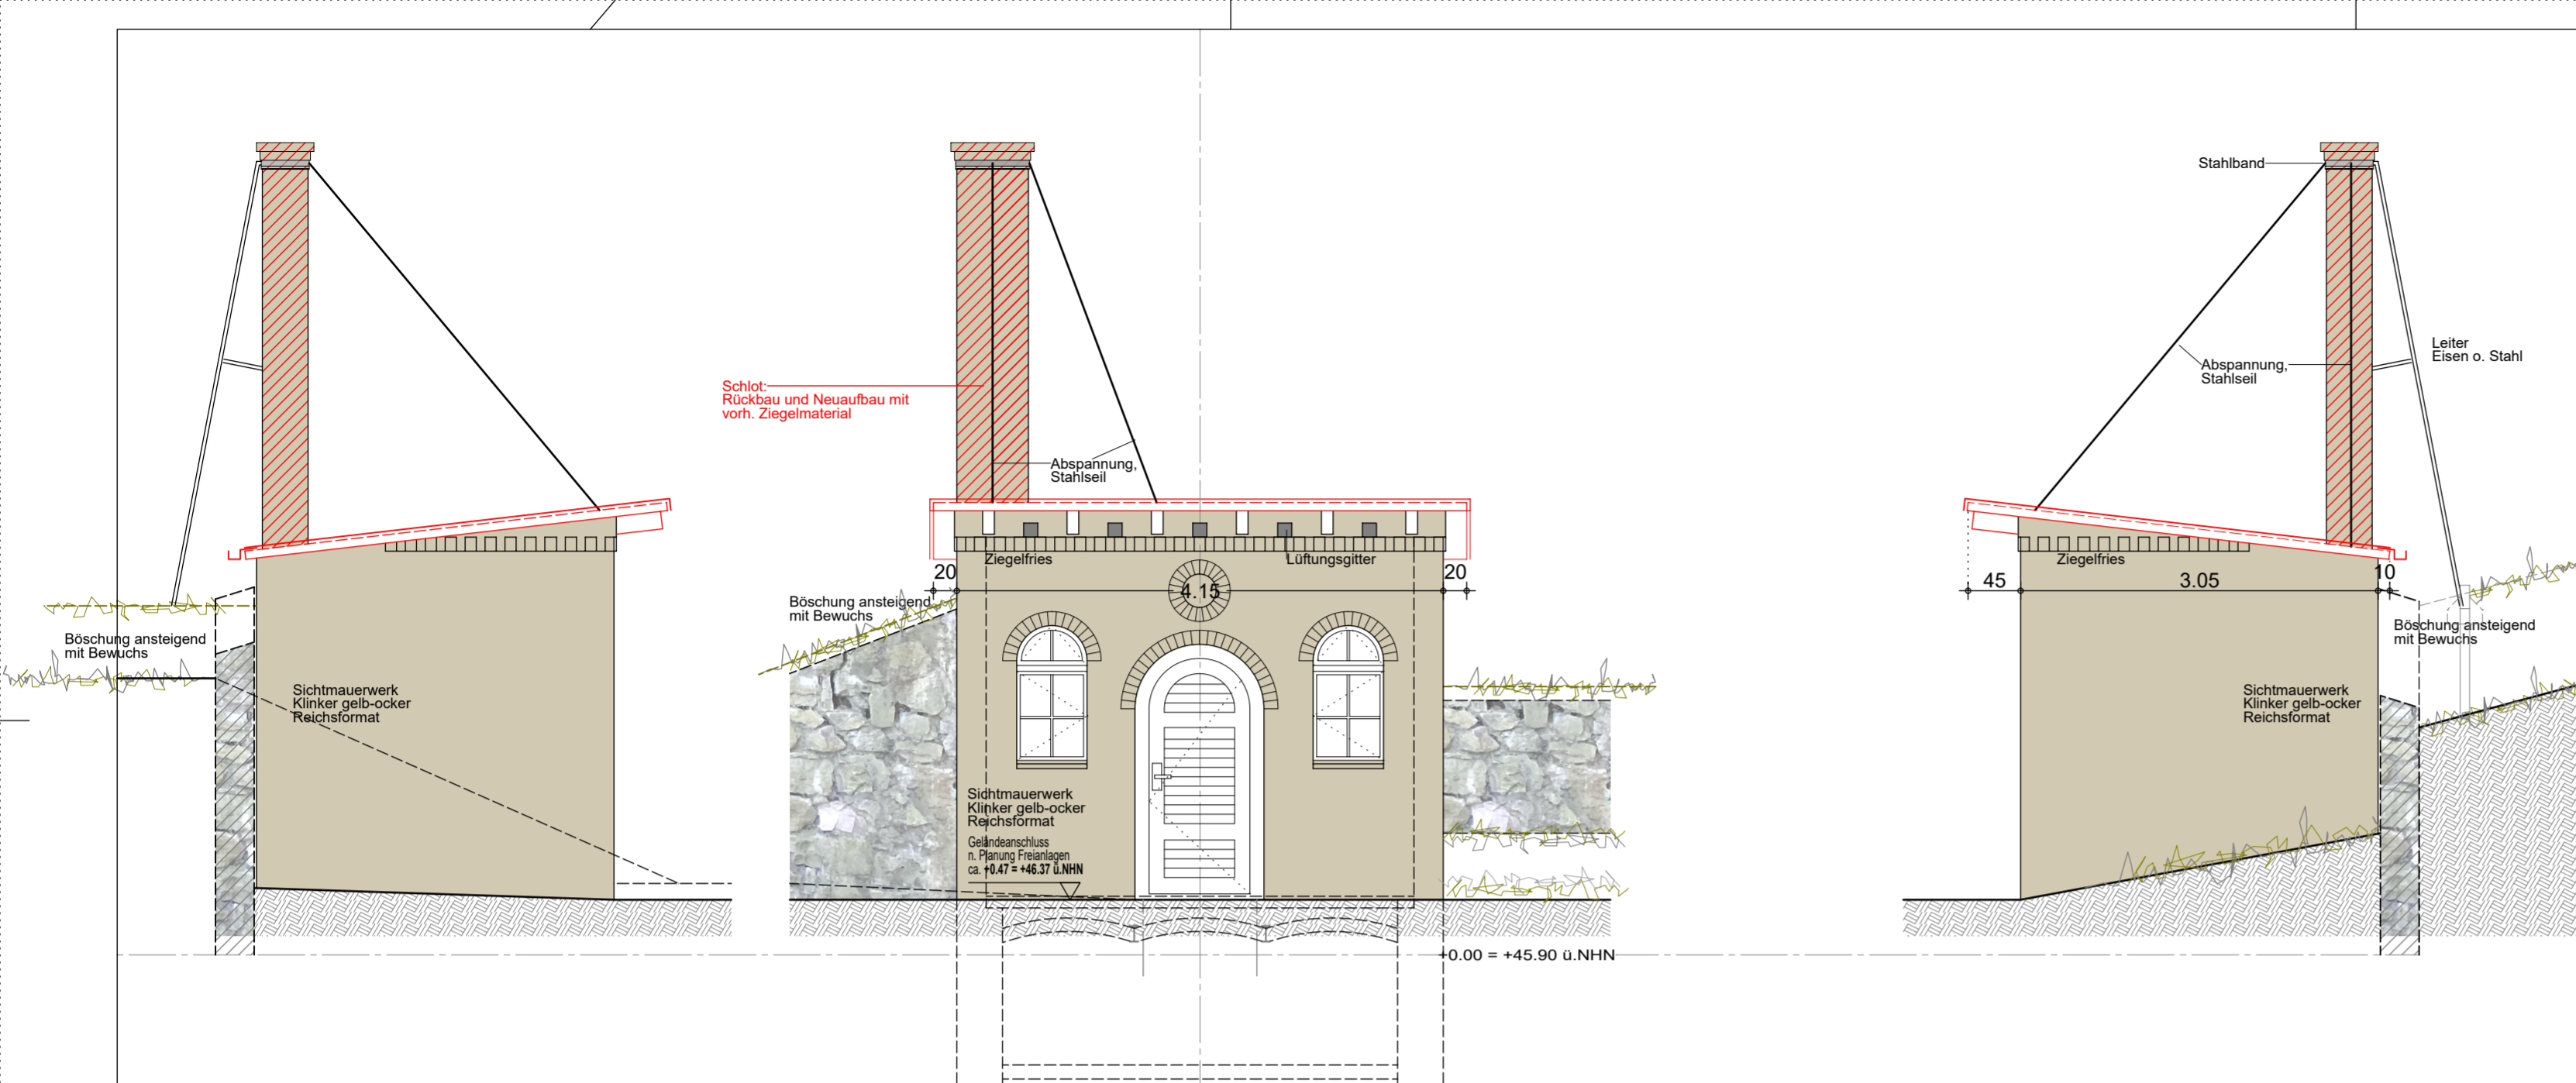 Böschung ansteigend
mit Bewuchs
Sichtmauerwerk
Klinker gelb-ocker
Reichsformat
Schlot:
Rückbau und Neuaufbau mit
vorh. Ziegelmaterial
Abspannung,
Stahlseil
Ziegelfries
Lüftungsgitter
20
4.15
20
Böschung ansteigend
mit Bewuchs
Sichtmauerwerk
Klinker gelb-ocker
Reichsformat
Geländeanschluss
n. Planung Freianlagen
ca. +0.47 = +46.37 ü.NHN
+0.00 = +45.90 ü.NHN
Stahlband
Leiter
Eisen o. Stahl
Abspannung,
Stahlseil
Ziegelfries
45
3.05
10
Böschung ansteigend
mit Bewuchs
Sichtmauerwerk
Klinker gelb-ocker
Reichsformat